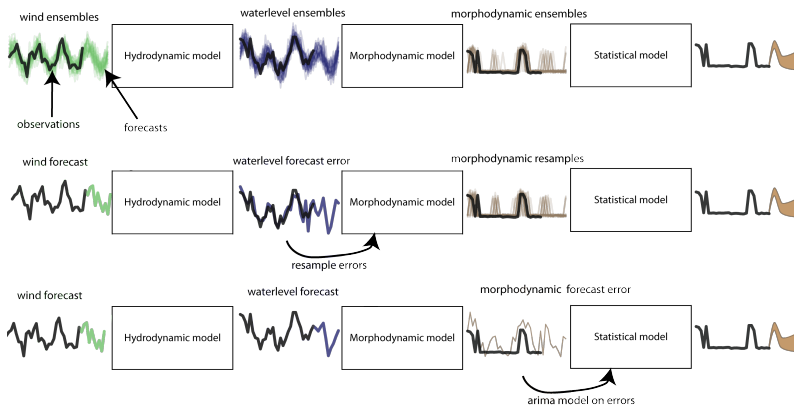 wind ensembles
waterlevel ensembles
morphodynamic ensembles
Hydrodynamic model
Morphodynamic model
Statistical model
observations
forecasts
wind forecast
waterlevel forecast error
morphodynamic resamples
Hydrodynamic model
Morphodynamic model
Statistical model
resample errors
wind forecast
waterlevel forecast
morphodynamic forecast error
Hydrodynamic model
Morphodynamic model
Statistical model
arima model on errors